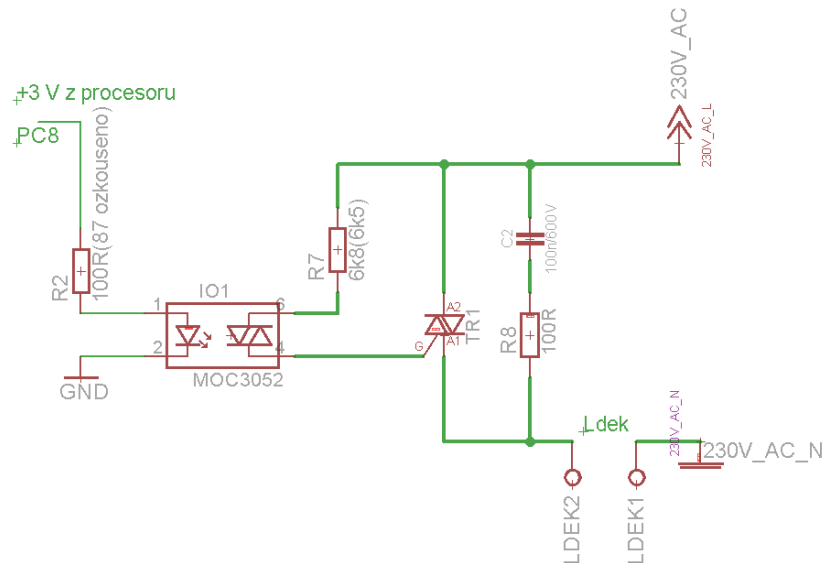 +3 V z procesoru
PC8
R2
100R(87 ozkouseno)
GND
1
2
IO1
6
4
MOC3052
R7
6k8(6k5)
A2
A1
G
TR1
C2
100n/600V
R8
100R
230V_AC
230V_AC_L
Ldek
230V_AC_N
230V_AC_N
LDEK2
LDEK1